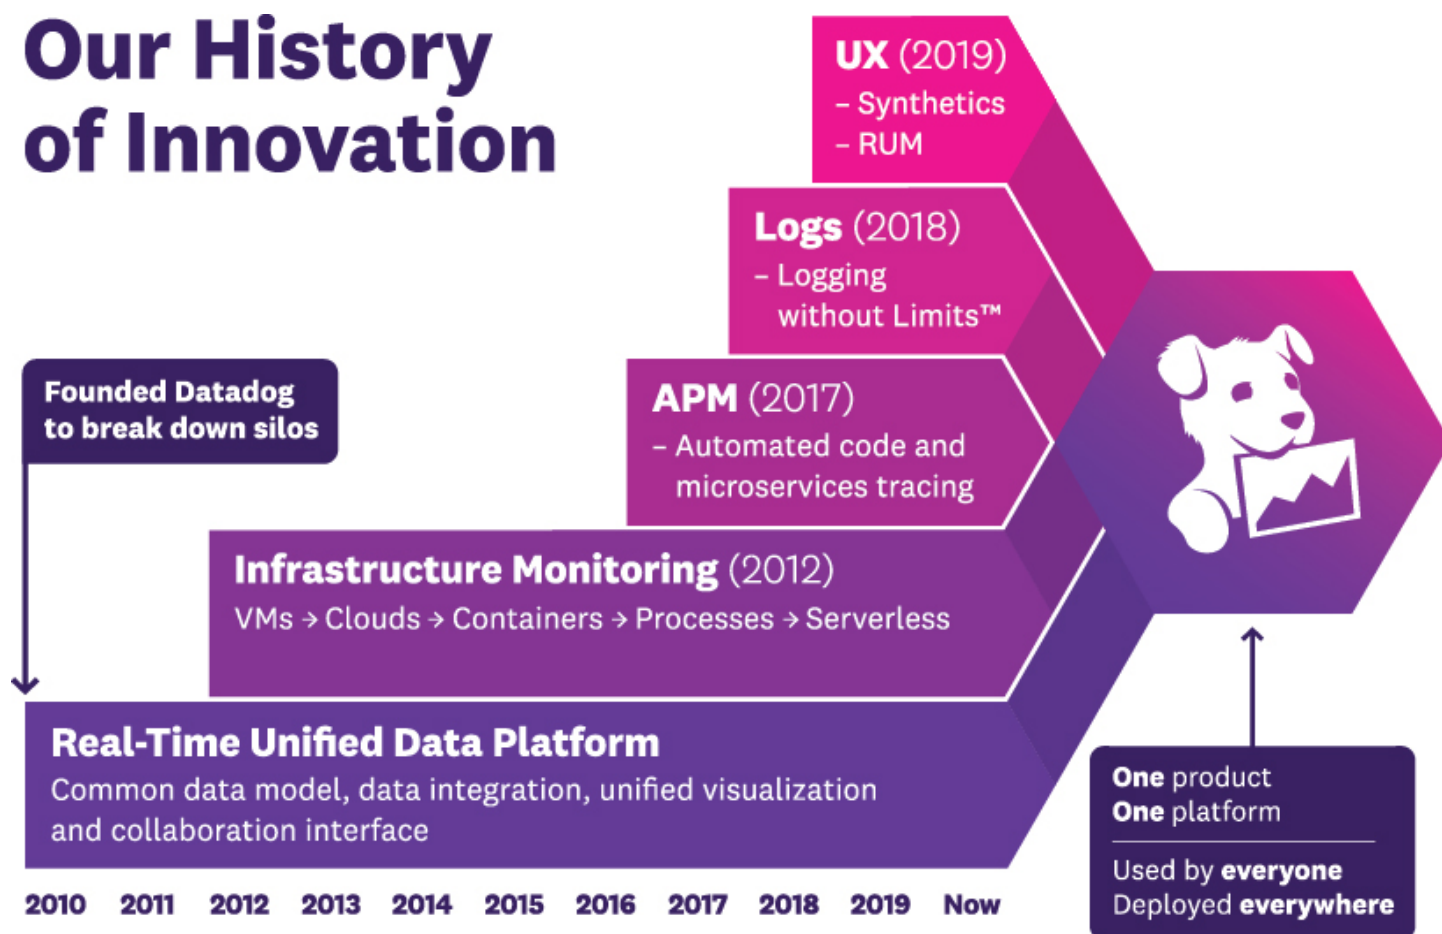 Our History
of Innovation
UX (2019)
– Synthetics
– RUM
Logs (2018)
– Logging
without Limits™
Founded Datadog
to break down silos
APM (2017)
– Automated code and
microservices tracing
Infrastructure Monitoring (2012)
VMs → Clouds → Containers → Processes → Serverless
Real-Time Unified Data Platform
Common data model, data integration, unified visualization
and collaboration interface
One product
One platform
Used by everyone
Deployed everywhere
2010 2011 2012 2013 2014 2015 2016 2017 2018 2019 Now